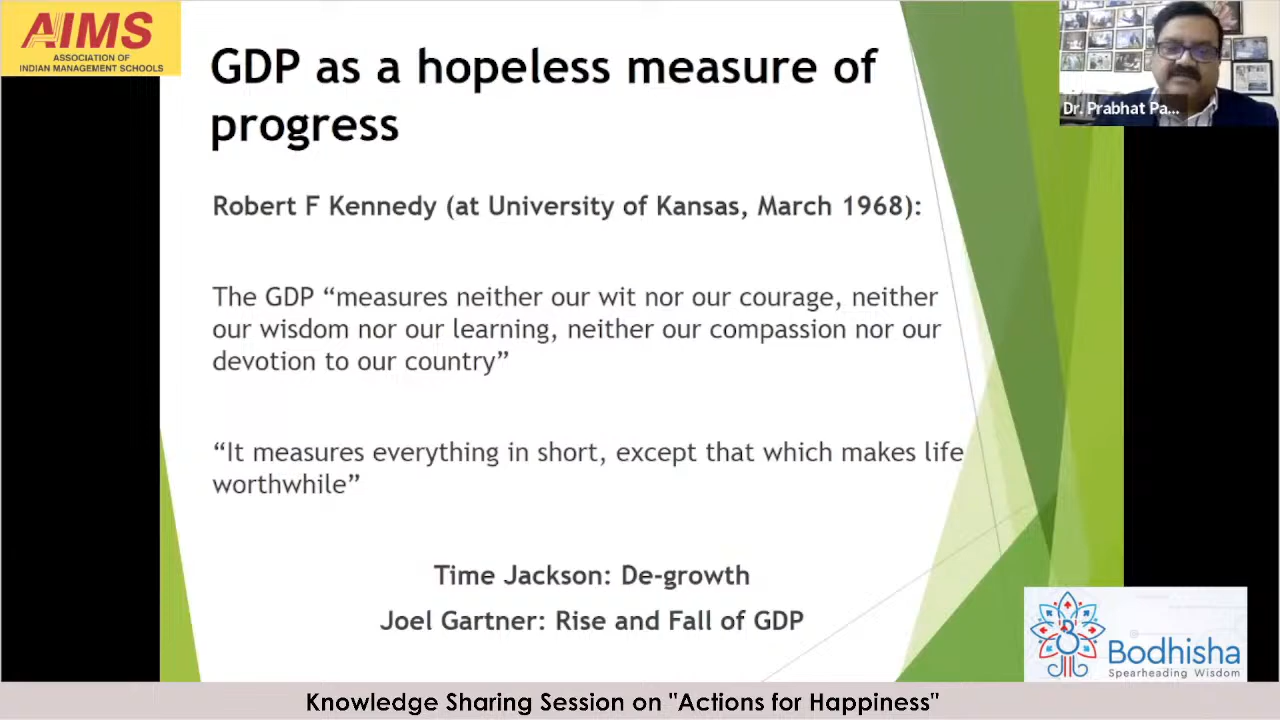 AIMS
ASSOCIATION OF
INDIAN MANAGEMENT SCHOOLS
GDP as a hopeless measure of
progress
Dr. Prabhat Pa...
Robert F Kennedy (at University of Kansas, March 1968):
The GDP “measures neither our wit nor our courage, neither
our wisdom nor our learning, neither our compassion nor our
devotion to our country”
“It measures everything in short, except that which makes life
worthwhile”
Time Jackson: De-growth
Joel Gartner: Rise and Fall of GDP
Bodhisha
Spearheading Wisdom
Knowledge Sharing Session on "Actions for Happiness"